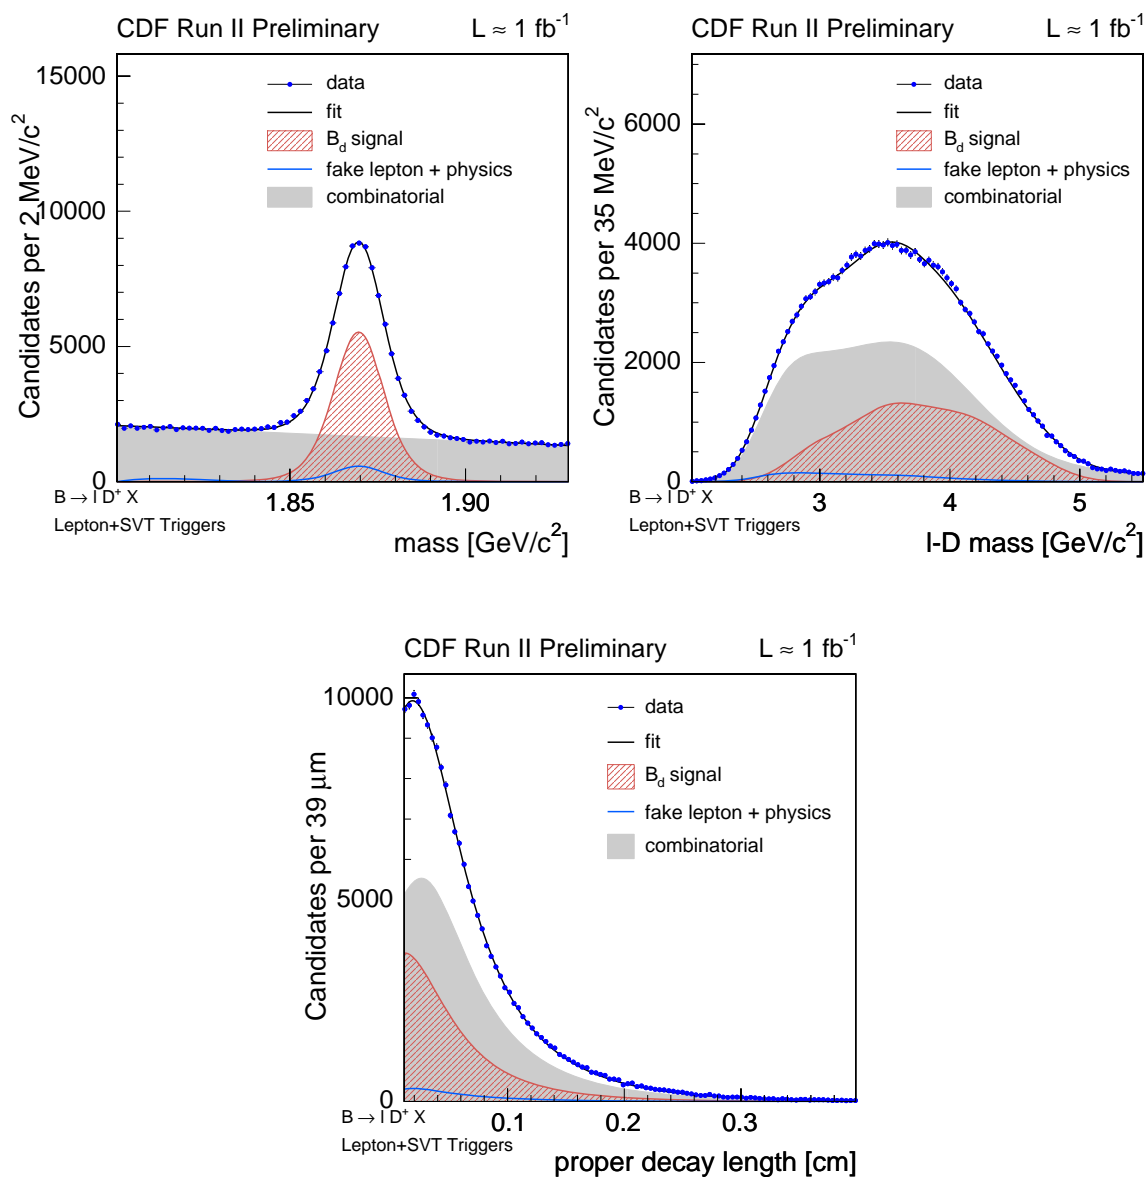 CDF Run II Preliminary L ≈ 1 fb⁻¹
Candidates per 2 MeV/c²
15000
10000
5000
0
data
fit
B_d signal
fake lepton + physics
combinatorial
1.85 1.90
B → l D⁺ X
Lepton+SVT Triggers
mass [GeV/c²]
CDF Run II Preliminary L ≈ 1 fb⁻¹
Candidates per 35 MeV/c²
6000
4000
2000
0
data
fit
B_d signal
fake lepton + physics
combinatorial
3 4 5
B → l D⁺ X
Lepton+SVT Triggers
l-D mass [GeV/c²]
CDF Run II Preliminary L ≈ 1 fb⁻¹
Candidates per 39 μm
10000
5000
0
data
fit
B_d signal
fake lepton + physics
combinatorial
0.1 0.2 0.3
B → l D⁺ X
Lepton+SVT Triggers
proper decay length [cm]